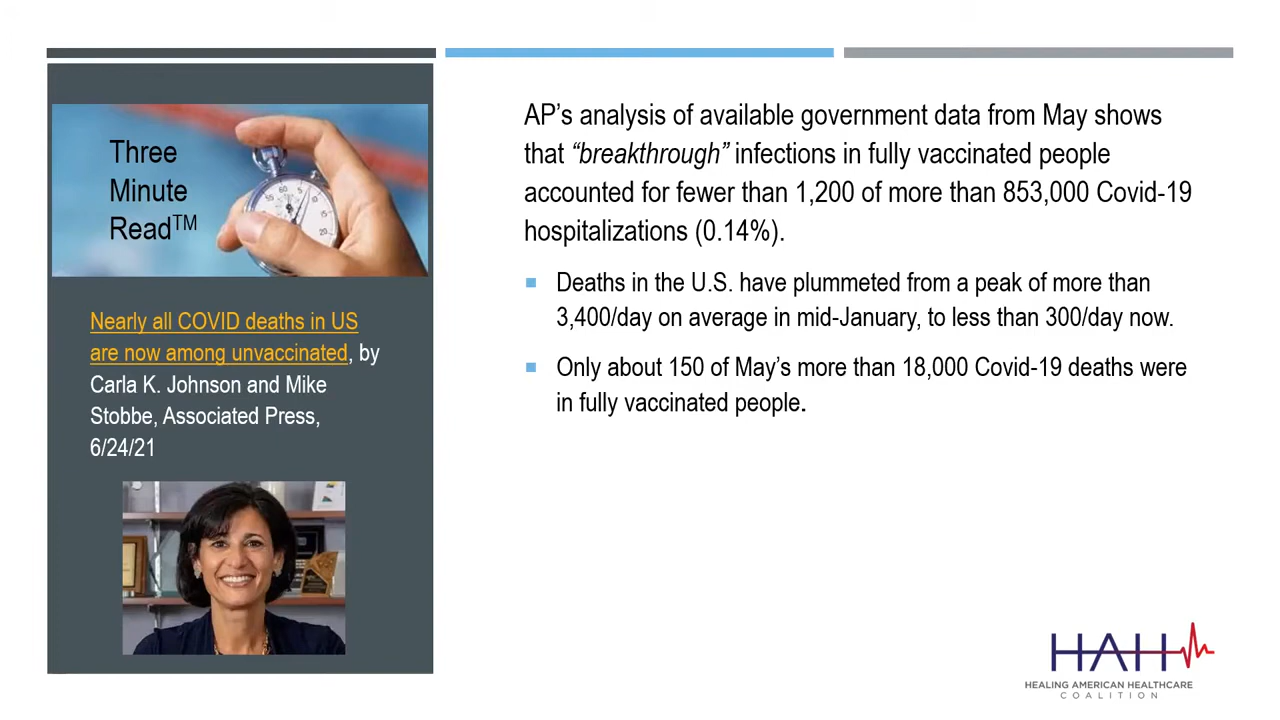 Three
Minute
Read™
Nearly all COVID deaths in US
are now among unvaccinated, by
Carla K. Johnson and Mike
Stobbe, Associated Press,
6/24/21
AP’s analysis of available government data from May shows
that “breakthrough” infections in fully vaccinated people
accounted for fewer than 1,200 of more than 853,000 Covid-19
hospitalizations (0.14%).
Deaths in the U.S. have plummeted from a peak of more than
3,400/day on average in mid-January, to less than 300/day now.
Only about 150 of May’s more than 18,000 Covid-19 deaths were
in fully vaccinated people.
HAH
HEALING AMERICAN HEALTHCARE
COALITION